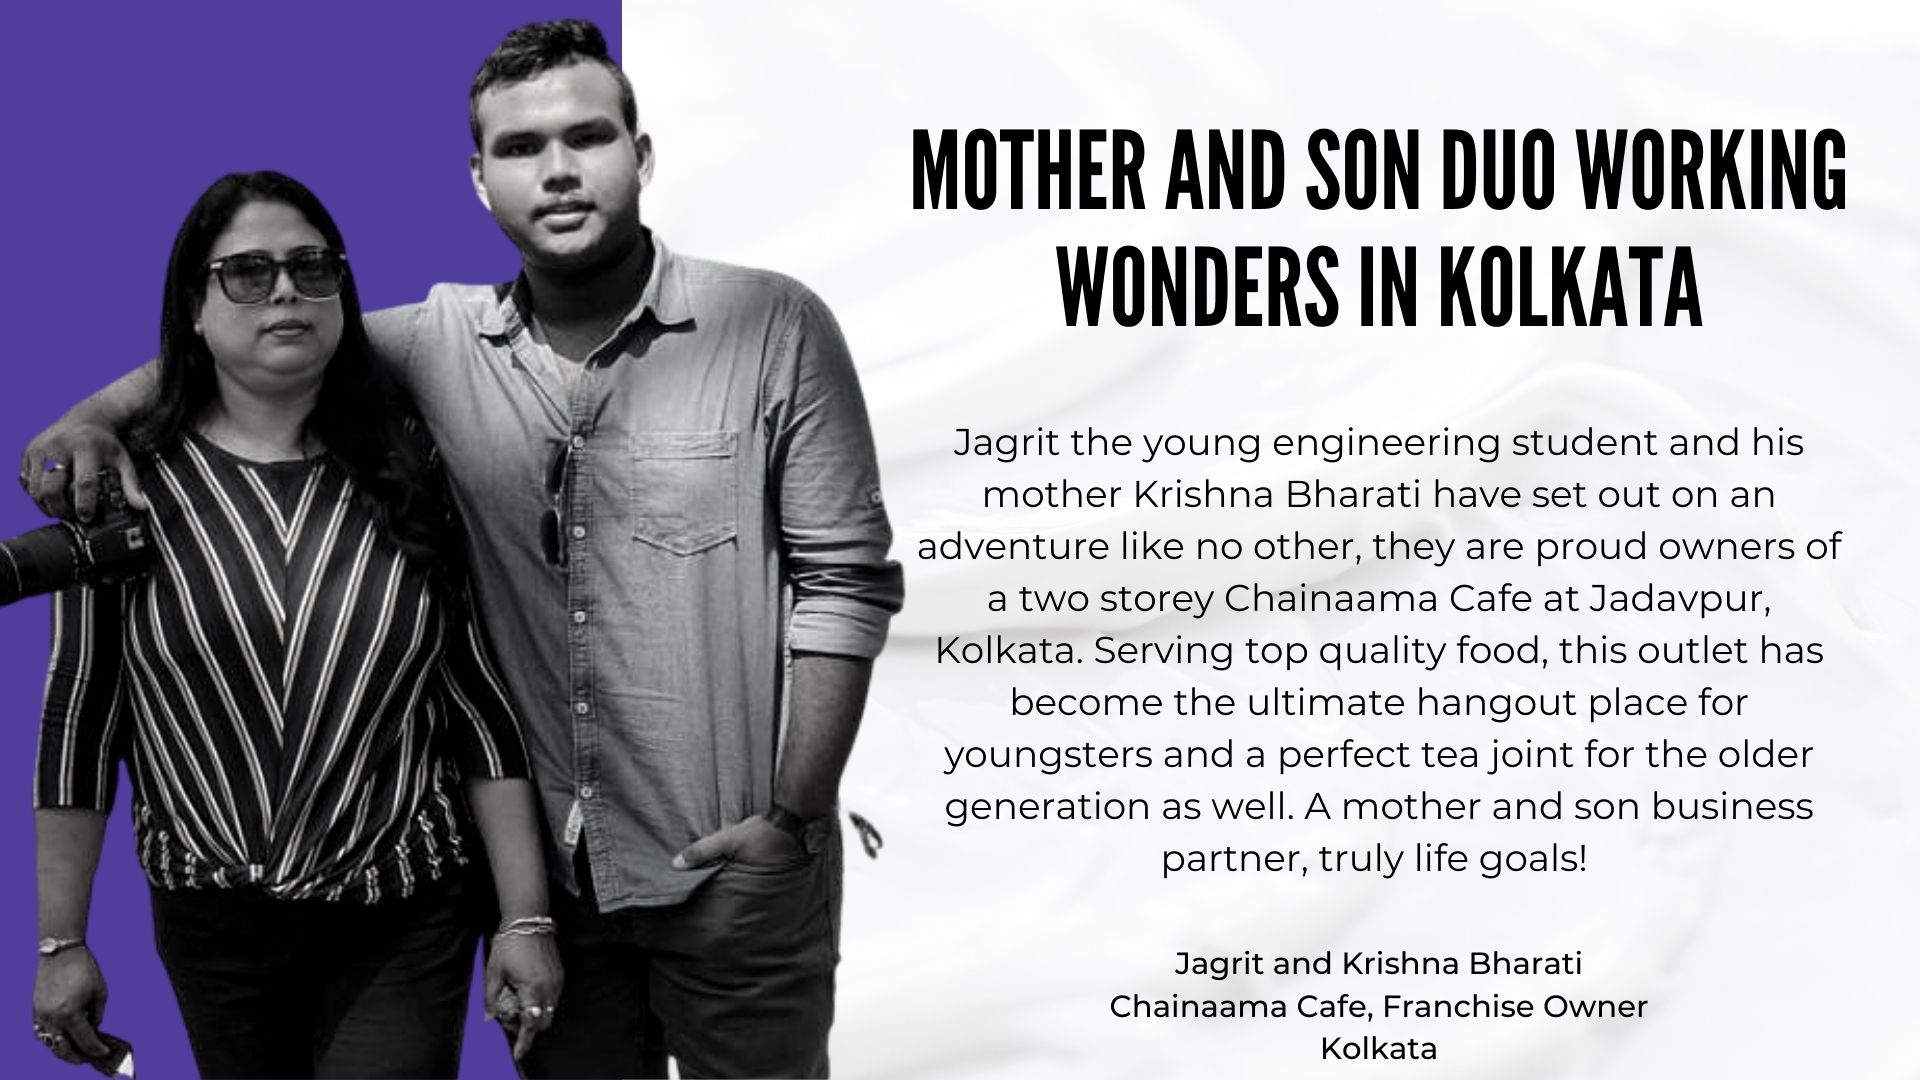 MOTHER AND SON DUO WORKING
WONDERS IN KOLKATA
Jagrit the young engineering student and his
mother Krishna Bharati have set out on an
adventure like no other, they are proud owners of
a two storey Chainaama Cafe at Jadavpur,
Kolkata. Serving top quality food, this outlet has
become the ultimate hangout place for
youngsters and a perfect tea joint for the older
generation as well. A mother and son business
partner, truly life goals!
Jagrit and Krishna Bharati
Chainaama Cafe, Franchise Owner
Kolkata